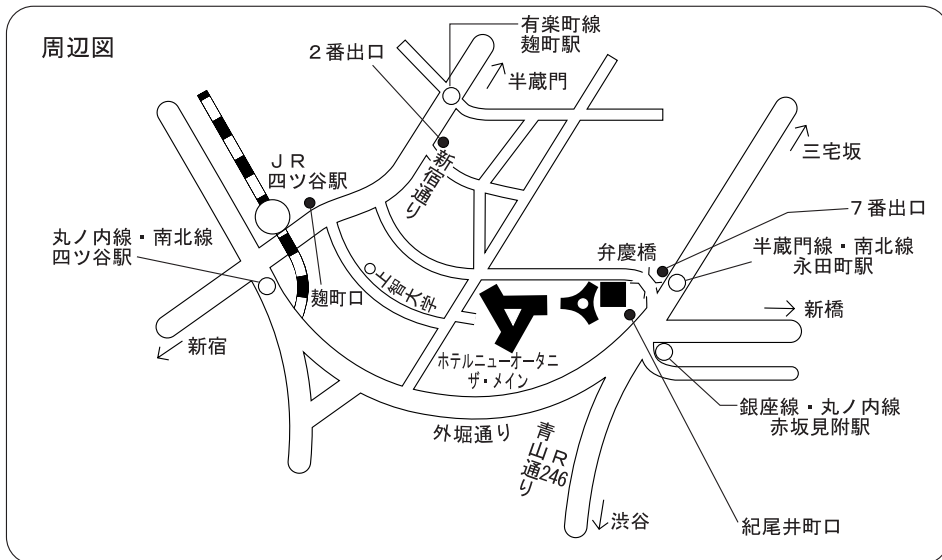 周辺図
有楽町線
麹町駅
2番出口
半蔵門
新宿通り
JR
四ツ谷駅
三宅坂
7番出口
弁慶橋
半蔵門線・南北線
永田町駅
丸ノ内線・南北線
四ツ谷駅
麹町口
上智大学
新橋
新宿
ホテルニューオータニ
ザ・メイン
銀座線・丸ノ内線
赤坂見附駅
外堀通り
青山通り
R246
渋谷
紀尾井町口